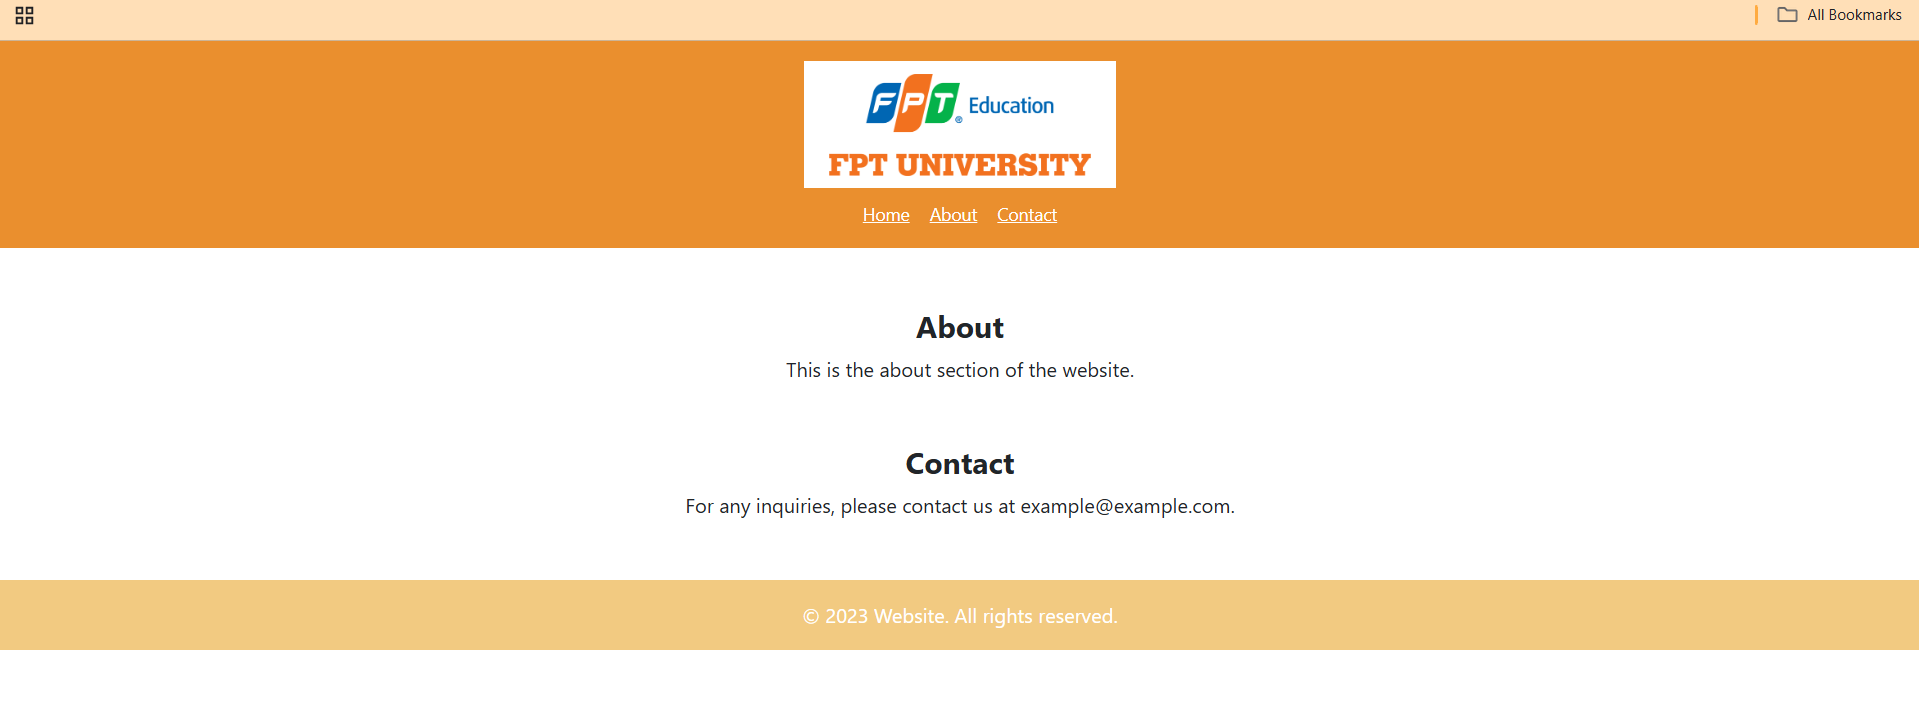 All Bookmarks
FPT® Education
FPT UNIVERSITY
Home About Contact
About
This is the about section of the website.
Contact
For any inquiries, please contact us at example@example.com.
© 2023 Website. All rights reserved.